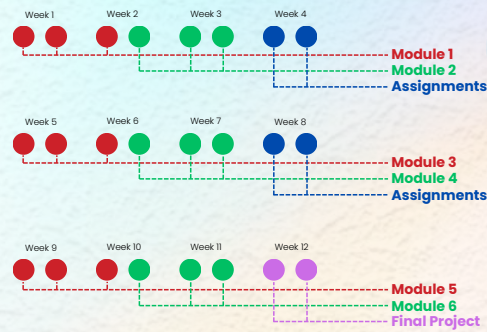 Week 1
Week 2
Week 3
Week 4
Module 1
Module 2
Assignments
Week 5
Week 6
Week 7
Week 8
Module 3
Module 4
Assignments
Week 9
Week 10
Week 11
Week 12
Module 5
Module 6
Final Project